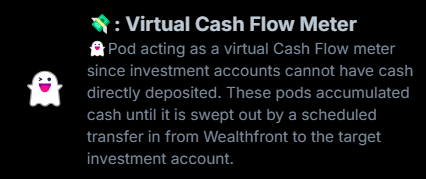 💸: Virtual Cash Flow Meter
👻Pod acting as a virtual Cash Flow meter
since investment accounts cannot have cash
directly deposited. These pods accumulated
cash until it is swept out by a scheduled
transfer in from Wealthfront to the target
investment account.